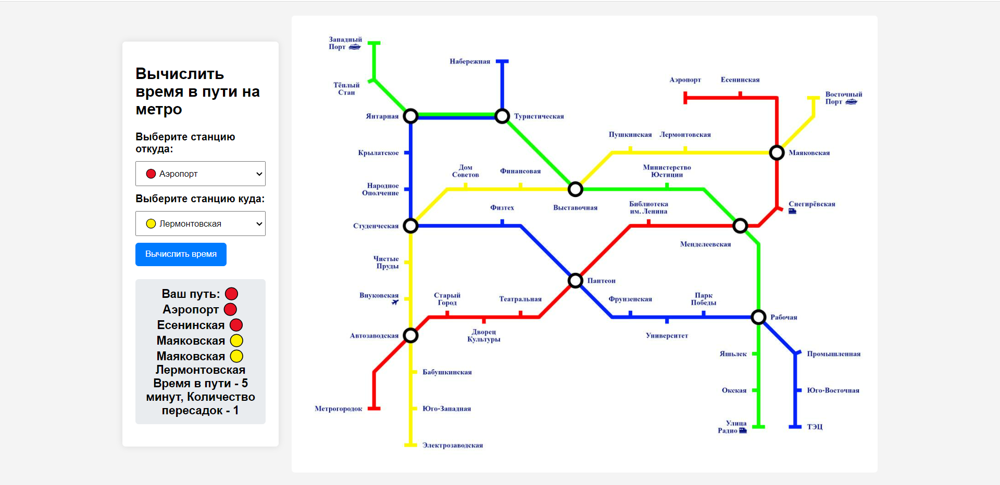 Вычислить
время в пути на
метро
Выберите станцию
откуда:
Аэропорт
Выберите станцию куда:
Лермонтовская
Вычислить время
Ваш путь:
Аэропорт
Есенинская
Маяковская
Маяковская
Лермонтовская
Время в пути - 5
минут, Количество
пересадок - 1
Западный
Порт
Тёплый
Стан
Набережная
Янтарная
Туристическая
Аэропорт
Есенинская
Восточный
Порт
Пушкинская
Лермонтовская
Маяковская
Крылатское
Дом
Советов
Финансовая
Министерство
Юстиции
Народное
Ополчение
Физтех
Выставочная
Библиотека
им. Ленина
Снегирёвская
Студенческая
Менделеевская
Чистые
Пруды
Пантеон
Внуковская
Старый
Город
Театральная
Фрунзенская
Парк
Победы
Рабочая
Автозаводская
Дворец
Культуры
Университет
Яшьлек
Промышленная
Бабушкинская
Окская
Юго-Восточная
Метрогородок
Юго-Западная
Улица
Радио
ТЭЦ
Электрозаводская